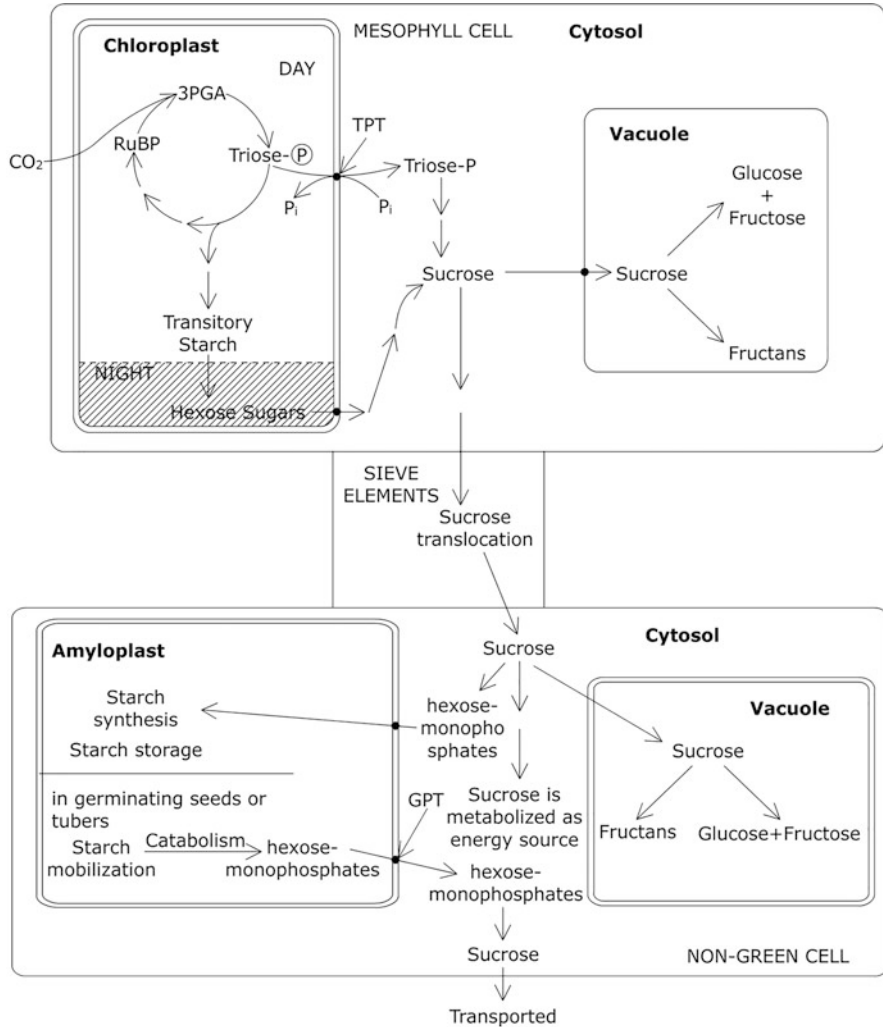 MESOPHYLL CELL
Cytosol
Chloroplast
DAY
3PGA
RuBP
CO₂
Triose-Ⓟ
TPT
Triose-P
Pᵢ
Pᵢ
Vacuole
Glucose
+
Fructose
Sucrose
Sucrose
Fructans
Transitory
Starch
NIGHT
Hexose Sugars
SIEVE
ELEMENTS
Sucrose
translocation
Amyloplast
Cytosol
Sucrose
Starch
synthesis
hexose-
monopho
sphates
Starch storage
Vacuole
Sucrose
in germinating seeds or
tubers
GPT
Sucrose is
metabolized as
energy source
Fructans
Glucose+Fructose
Starch
mobilization
Catabolism
hexose-
monophosphates
hexose-
monophosphates
Sucrose
NON-GREEN CELL
Transported